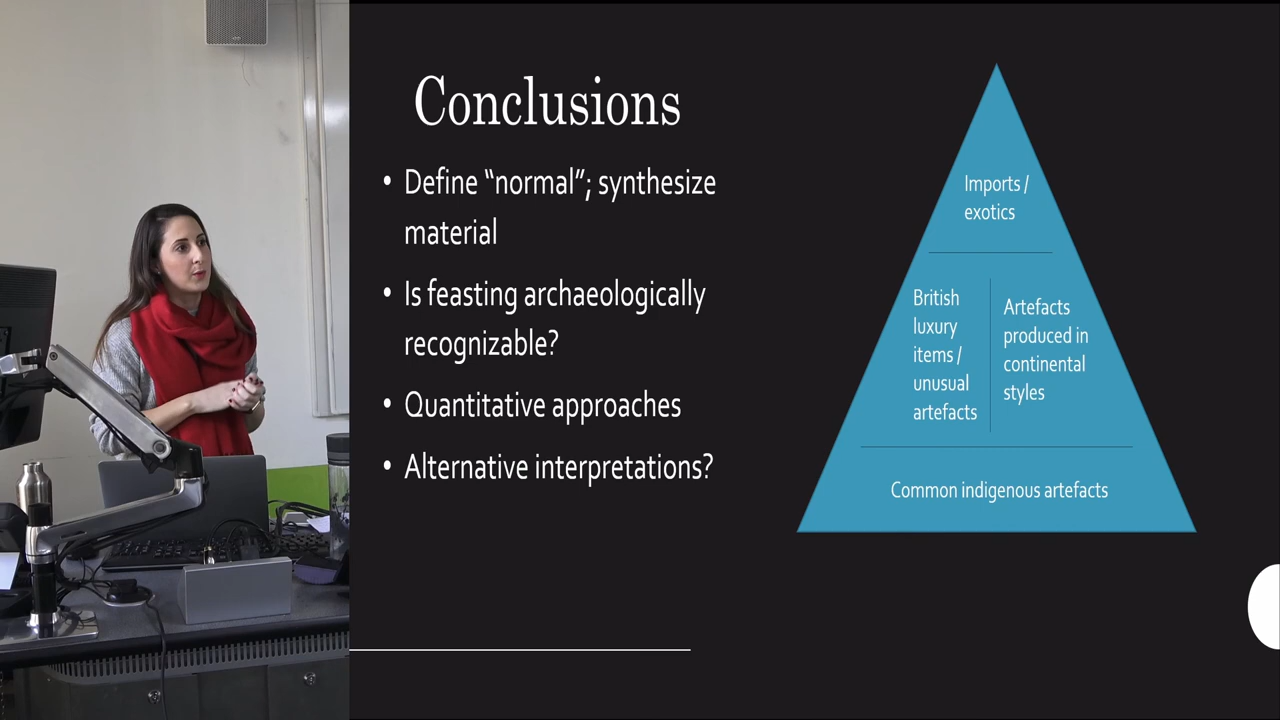 Conclusions
• Define “normal”; synthesize
material
• Is feasting archaeologically
recognizable?
• Quantitative approaches
• Alternative interpretations?
Imports /
exotics
British
luxury
items /
unusual
artefacts
Artefacts
produced in
continental
styles
Common indigenous artefacts